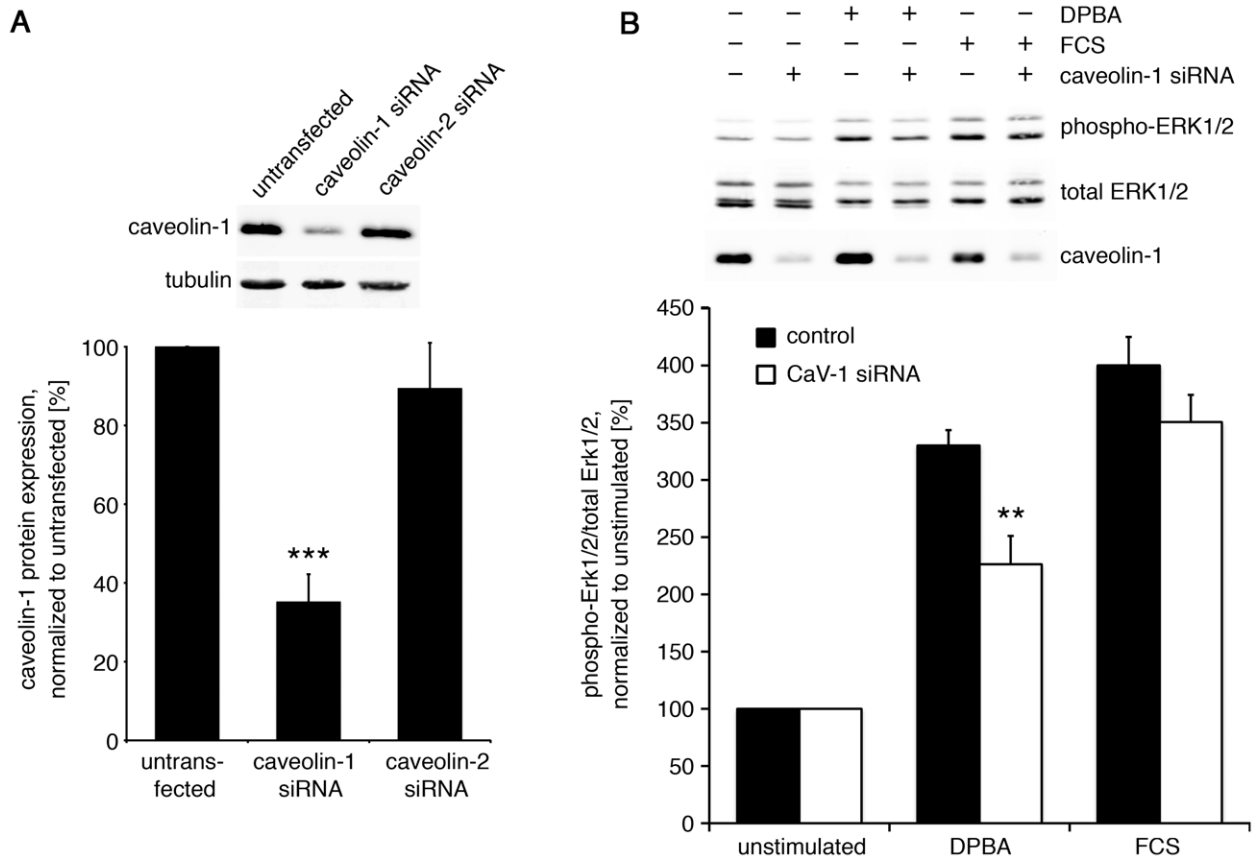 A
untransfected
caveolin-1 siRNA
caveolin-2 siRNA
caveolin-1
tubulin
caveolin-1 protein expression,
normalized to untransfected [%]
100
80
60
40
20
0
***
untrans-
fected
caveolin-1
siRNA
caveolin-2
siRNA
B
– – + + – – DPBA
– – – – + + FCS
– + – + – + caveolin-1 siRNA
phospho-ERK1/2
total ERK1/2
caveolin-1
phospho-Erk1/2/total Erk1/2,
normalized to unstimulated [%]
450
400
350
300
250
200
150
100
50
0
control
CaV-1 siRNA
**
unstimulated
DPBA
FCS